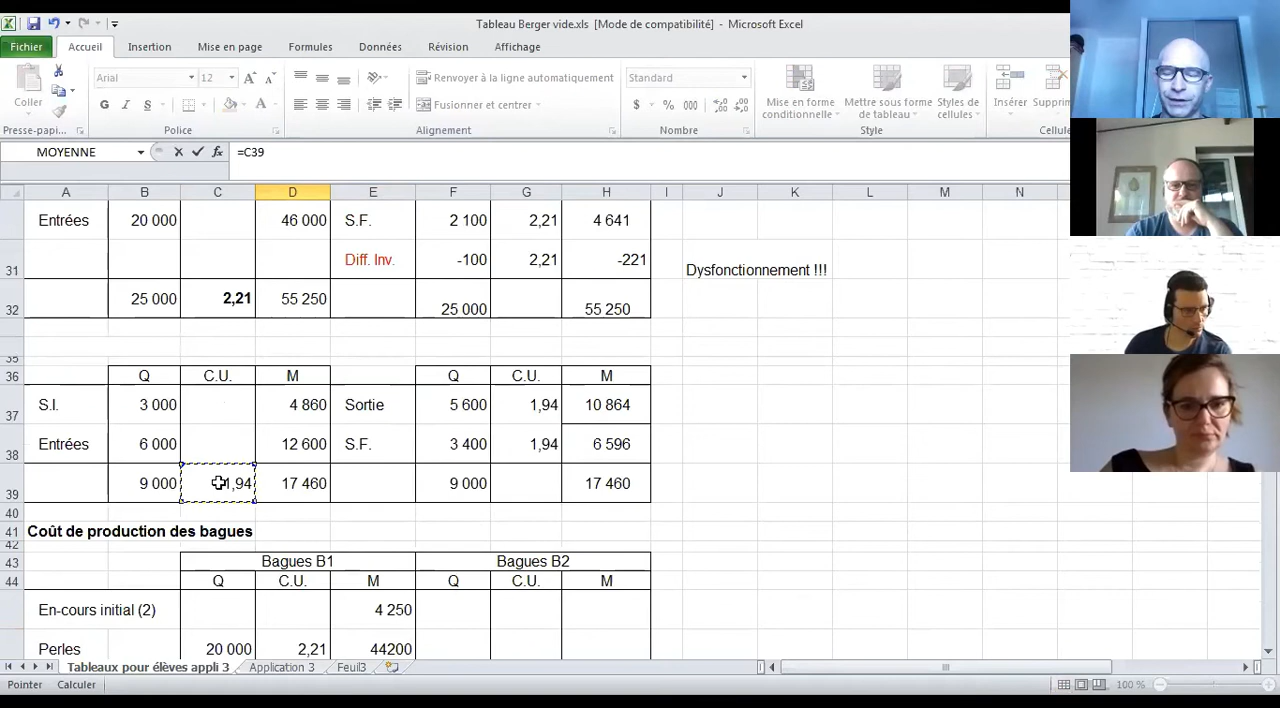 Tableau Berger vide.xls [Mode de compatibilité] - Microsoft Excel
Fichier Accueil Insertion Mise en page Formules Données Révision Affichage
Arial 12 Renvoyer à la ligne automatiquement Standard
Coller G I S Fusionner et centrer $ % 000 Mise en forme conditionnelle Mettre sous forme de tableau Styles de cellules Insérer Supprim
Presse-papi... Police Alignement Nombre Style Cellule
MOYENNE fx =C39
A B C D E F G H I J K L M N
Entrées 20 000 46 000 S.F. 2 100 2,21 4 641
31 Diff. Inv. -100 2,21 -221 Dysfonctionnement !!!
32 25 000 2,21 55 250 25 000 55 250
35
36 Q C.U. M Q C.U. M
37 S.I. 3 000 4 860 Sortie 5 600 1,94 10 864
38 Entrées 6 000 12 600 S.F. 3 400 1,94 6 596
39 9 000 1,94 17 460 9 000 17 460
40
41 Coût de production des bagues
42
43 Bagues B1 Bagues B2
44 Q C.U. M Q C.U. M
En-cours initial (2) 4 250
Perles 20 000 2,21 44200
Tableaux pour élèves appli 3 Application 3 Feuil3
Pointer Calculer 100 %